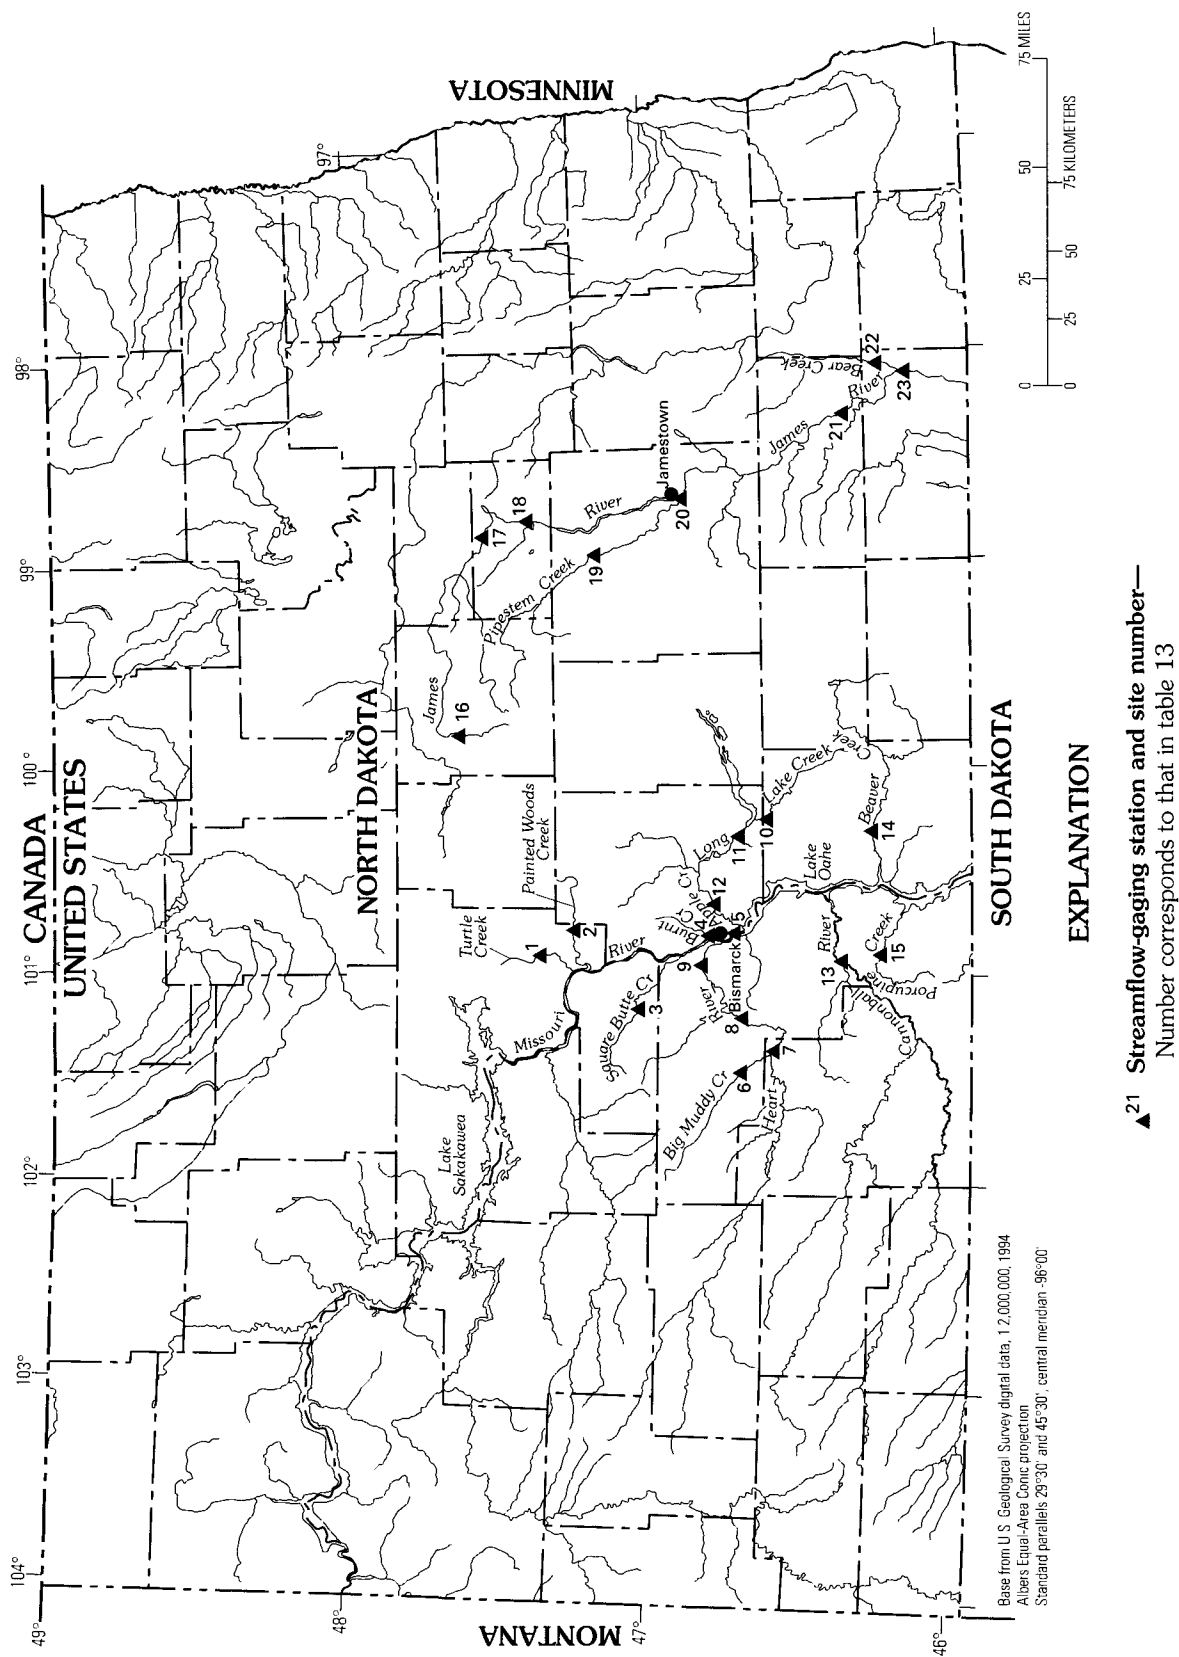 104°
103°
102°
101°
100°
99°
98°
97°
49°
48°
47°
46°
CANADA
UNITED STATES
MONTANA
NORTH DAKOTA
MINNESOTA
SOUTH DAKOTA
Lake
Sakakawea
Missouri
River
Turtle
Creek
Painted Woods
Creek
James
River
Pipestem Creek
Jamestown
James
River
Bear Creek
Square Butte Cr
Burnt Cr
Apple Cr
Long
Lake Creek
Big Muddy Cr
Heart
River
Bismarck
Lake
Oahe
Beaver
Creek
Cannonball
River
Porcupine
Creek
1
2
3
4
5
6
7
8
9
10
11
12
13
14
15
16
17
18
19
20
21
22
23
0 25 50 75 MILES
0 25 50 75 KILOMETERS
Base from U S Geological Survey digital data, 1 2,000,000, 1994
Albers Equal-Area Conic projection
Standard parallels 29°30' and 45°30', central meridian -96°00'
EXPLANATION
▲21 Streamflow-gaging station and site number—
Number corresponds to that in table 13